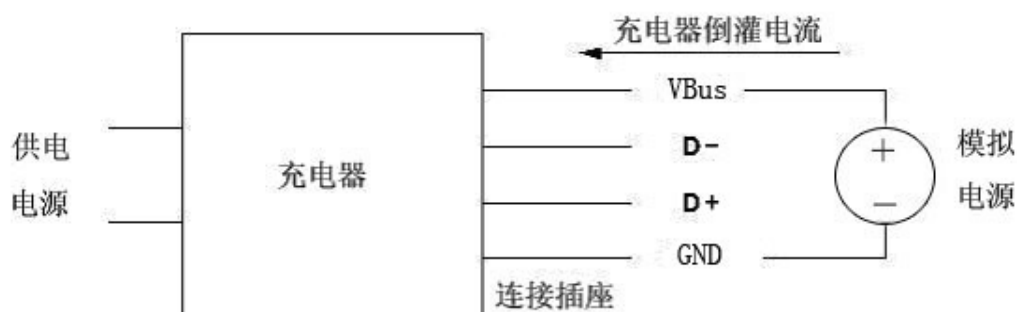 充电器倒灌电流
VBus
供电
电源
充电器
D-
D+
GND
+
-
模拟
电源
连接插座